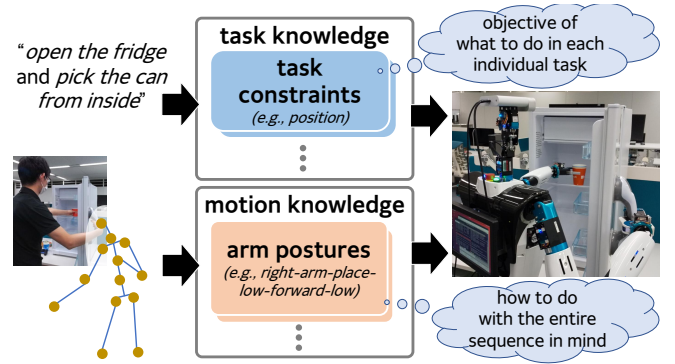 "open the fridge
and pick the can
from inside"
task knowledge
task
constraints
(e.g., position)
objective of
what to do in each
individual task
motion knowledge
arm postures
(e.g., right-arm-place-
low-forward-low)
how to do
with the entire
sequence in mind